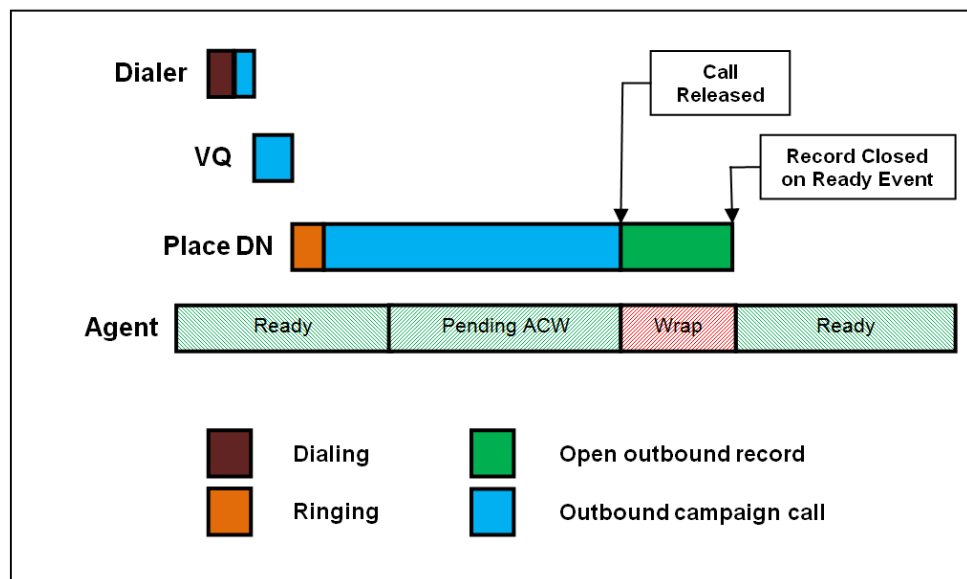 Dialer
Call
Released
VQ
Record Closed
on Ready Event
Place DN
Agent
Ready
Pending ACW
Wrap
Ready
Dialing
Open outbound record
Ringing
Outbound campaign call